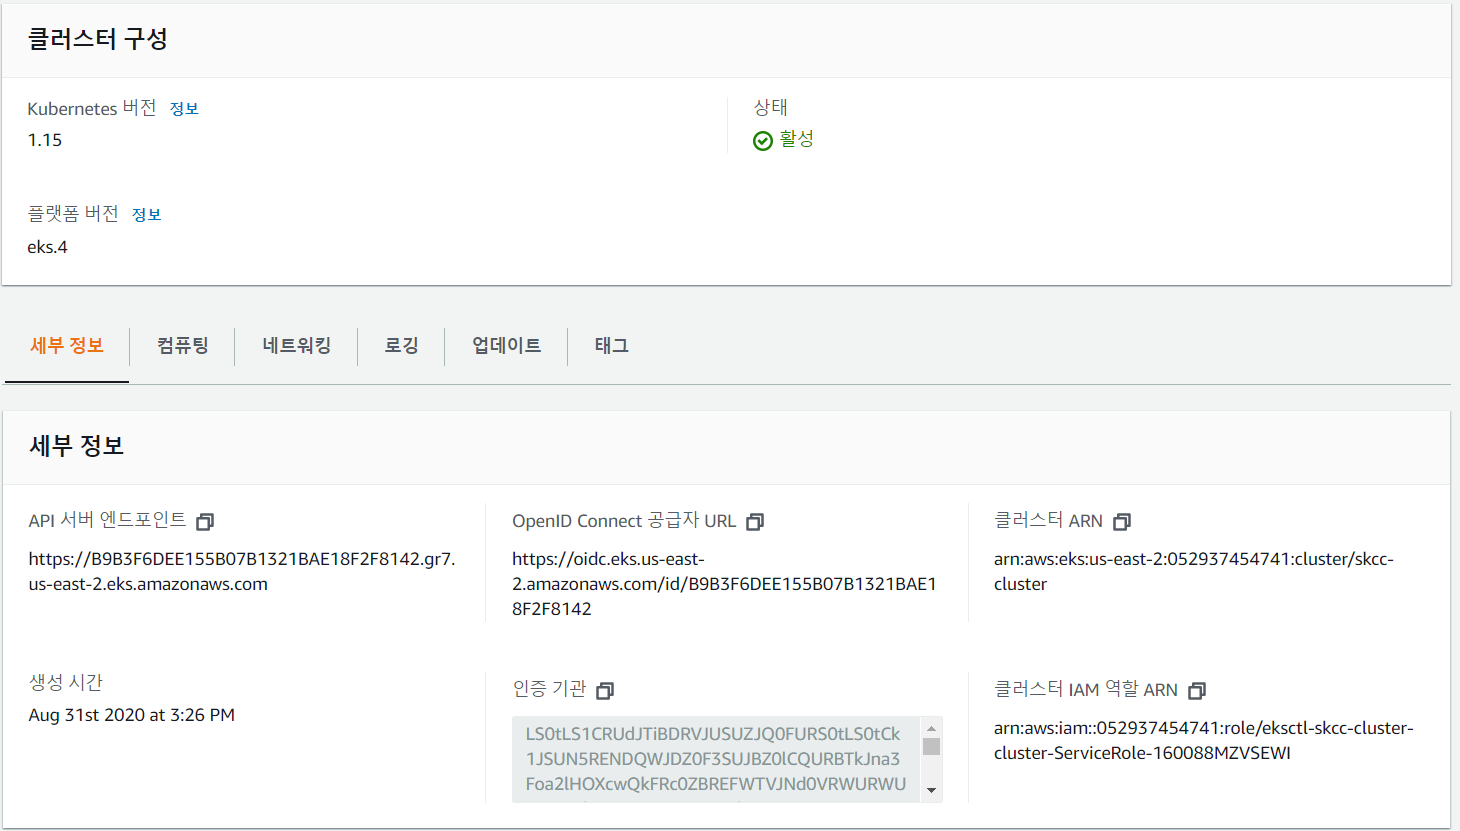 클러스터 구성
Kubernetes 버전 정보
1.15
상태
활성
플랫폼 버전 정보
eks.4
세부 정보
컴퓨팅
네트워킹
로깅
업데이트
태그
세부 정보
API 서버 엔드포인트
https://B9B3F6DEE155B07B1321BAE18F2F8142.gr7.
us-east-2.eks.amazonaws.com
OpenID Connect 공급자 URL
https://oidc.eks.us-east-
2.amazonaws.com/id/B9B3F6DEE155B07B1321BAE1
8F2F8142
클러스터 ARN
arn:aws:eks:us-east-2:052937454741:cluster/skcc-
cluster
생성 시간
Aug 31st 2020 at 3:26 PM
인증 기관
LS0tLS1CRUdJTiBDRVJUSUZJQ0FURS0tLS0tCk
1JSUN5RENDQWJDZ0F3SUJBZ0lCQURBTkJna3
Foa2lHOXcwQkFRc0ZBREFWTVJNd0VRWURWU
클러스터 IAM 역할 ARN
arn:aws:iam::052937454741:role/eksctl-skcc-cluster-
cluster-ServiceRole-160088MZVSEWI